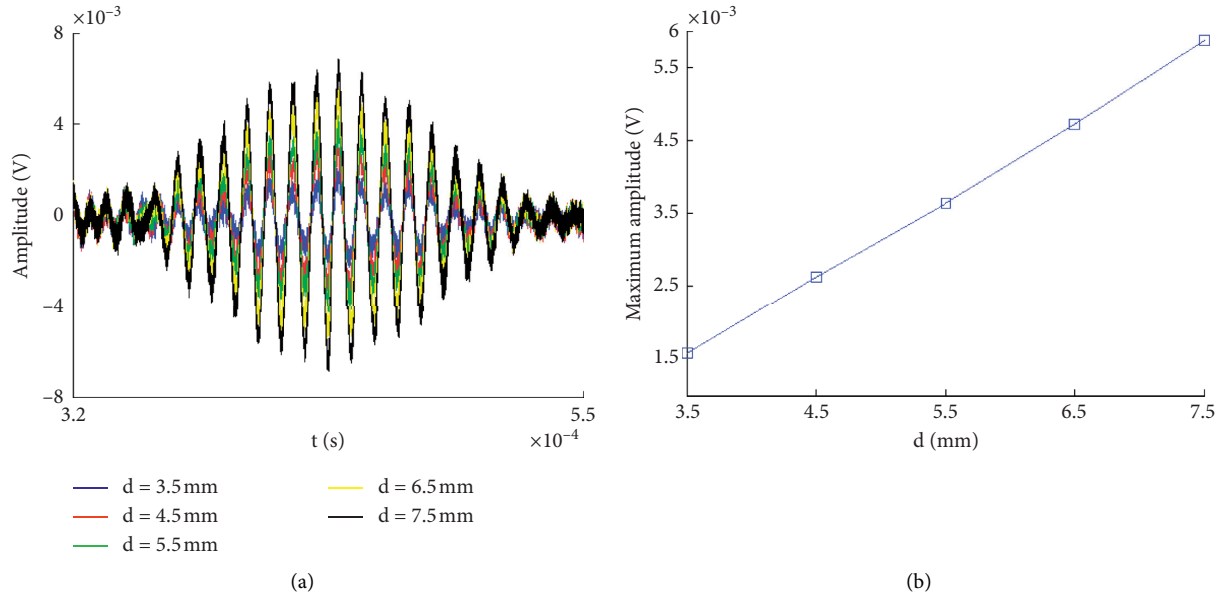 ×10⁻³
8
4
0
−4
−8
Amplitude (V)
3.2
5.5
t (s)
×10⁻⁴
d = 3.5 mm
d = 4.5 mm
d = 5.5 mm
d = 6.5 mm
d = 7.5 mm
(a)
×10⁻³
6
5.5
4.5
3.5
2.5
1.5
Maximum amplitude (V)
3.5
4.5
5.5
6.5
7.5
d (mm)
(b)